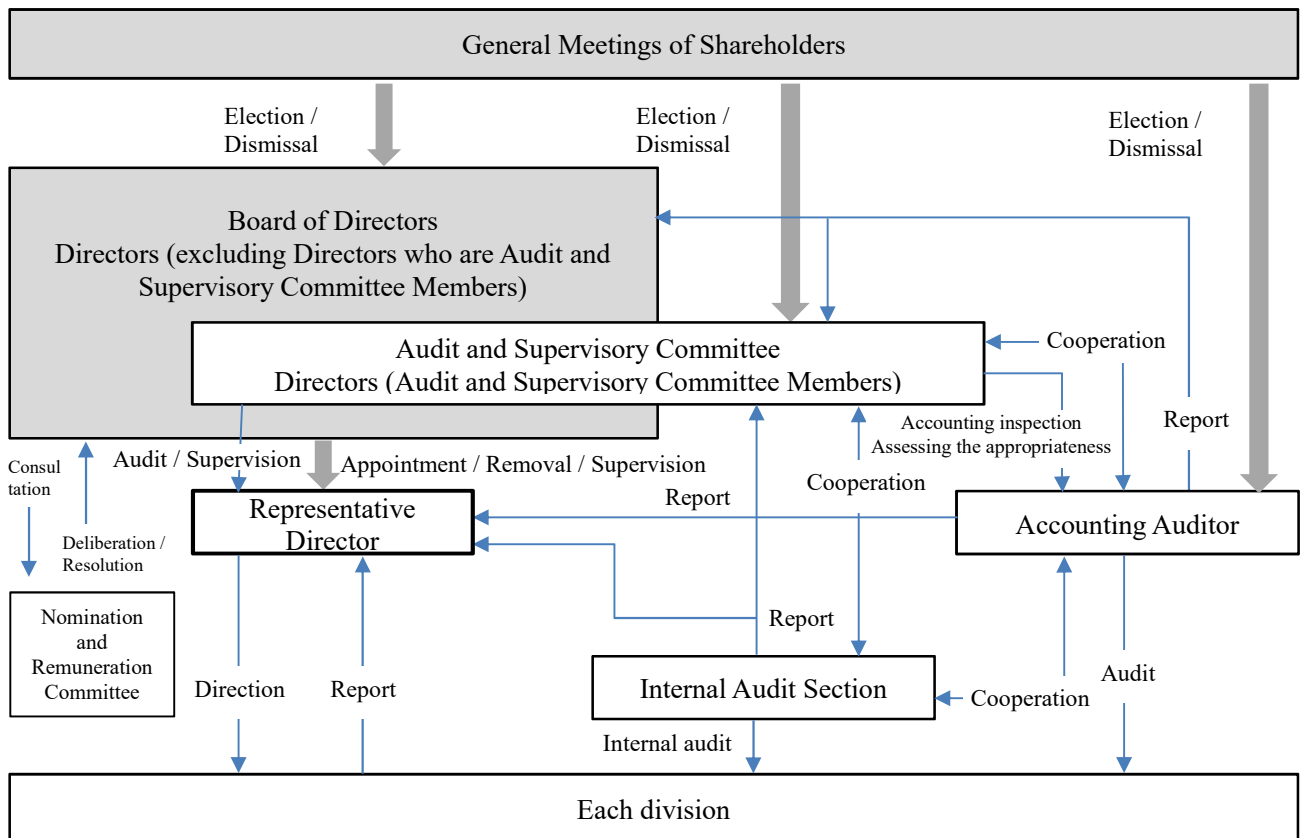 General Meetings of Shareholders
Election /
Dismissal
Election /
Dismissal
Election /
Dismissal
Board of Directors
Directors (excluding Directors who are Audit and
Supervisory Committee Members)
Audit and Supervisory Committee
Directors (Audit and Supervisory Committee Members)
Cooperation
Accounting inspection
Assessing the appropriateness
Report
Consul
tation
Audit / Supervision
Appointment / Removal / Supervision
Cooperation
Report
Representative
Director
Accounting Auditor
Deliberation /
Resolution
Nomination
and
Remuneration
Committee
Report
Direction
Report
Internal Audit Section
Cooperation
Audit
Internal audit
Each division